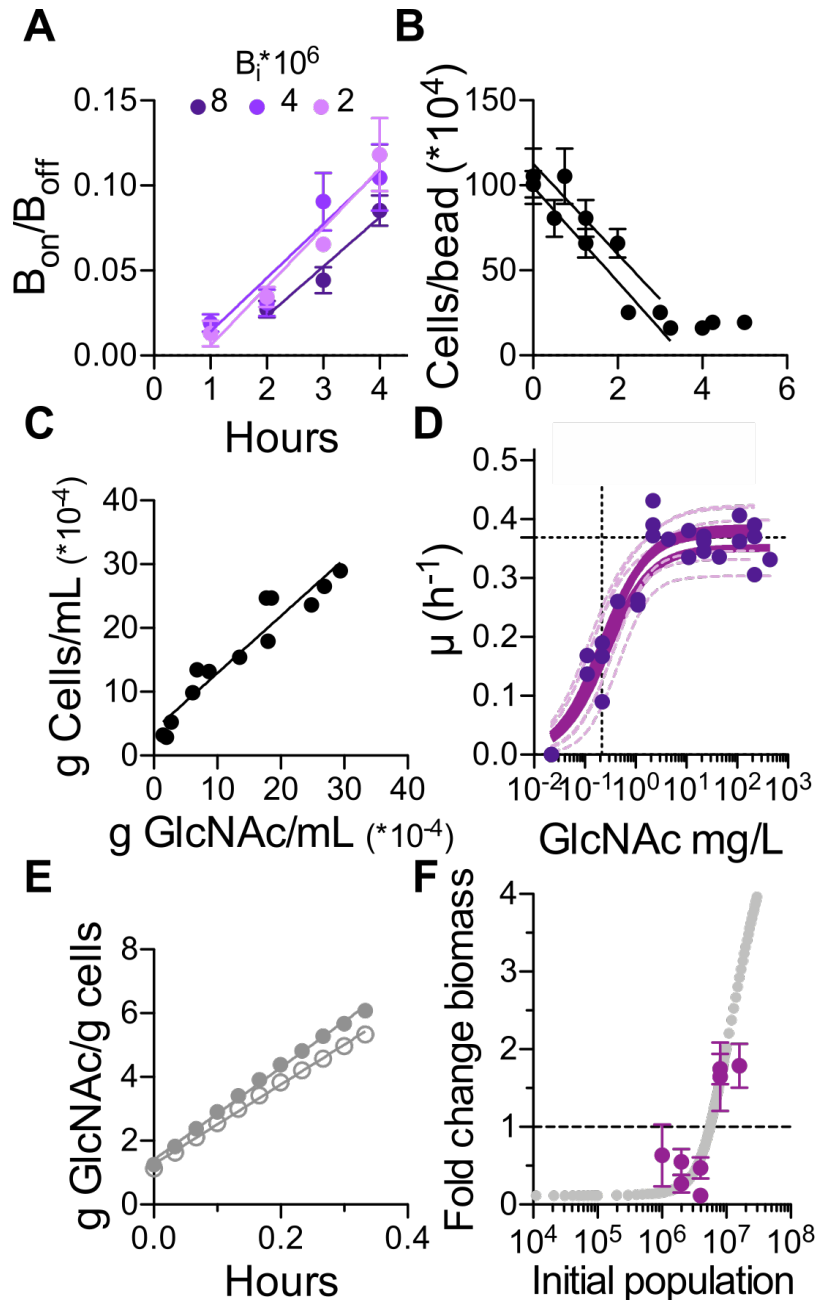 A
B
B_i*10^6
8 4 2
0.15
0.10
0.05
0.00
B_on/B_off
0 1 2 3 4
Hours
Cells/bead (*10^4)
150
100
50
0
0 2 4 6
C
D
g Cells/mL (*10^-4)
40
30
20
10
0
0 10 20 30 40
g GlcNAc/mL (*10^-4)
μ (h^-1)
0.5
0.4
0.3
0.2
0.1
0.0
10^-2 10^-1 10^0 10^1 10^2 10^3
GlcNAc mg/L
E
F
g GlcNAc/g cells
8
6
4
2
0
0.0 0.2 0.4
Hours
Fold change biomass
4
3
2
1
0
10^4 10^5 10^6 10^7 10^8
Initial population